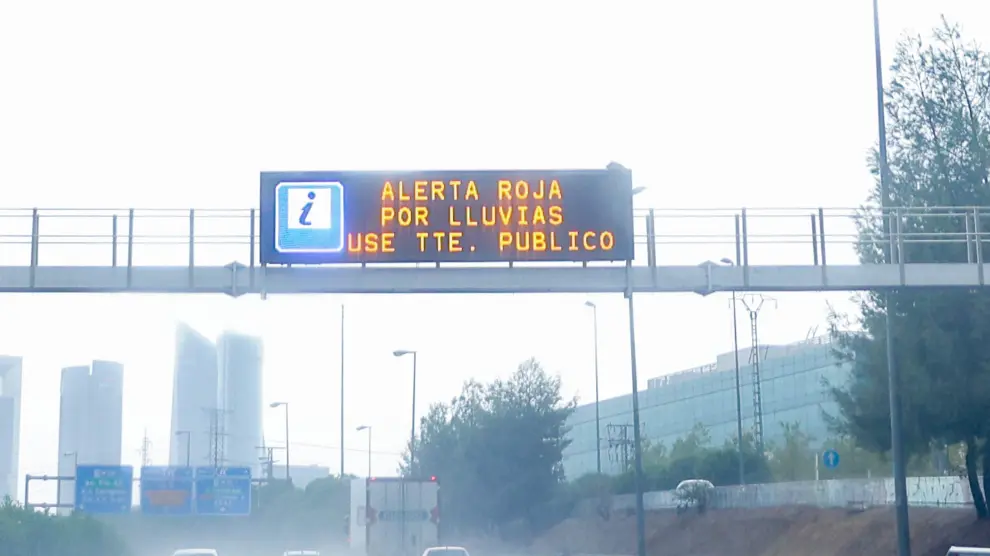 i
ALERTA ROJA
POR LLUVIAS
USE TTE. PUBLICO